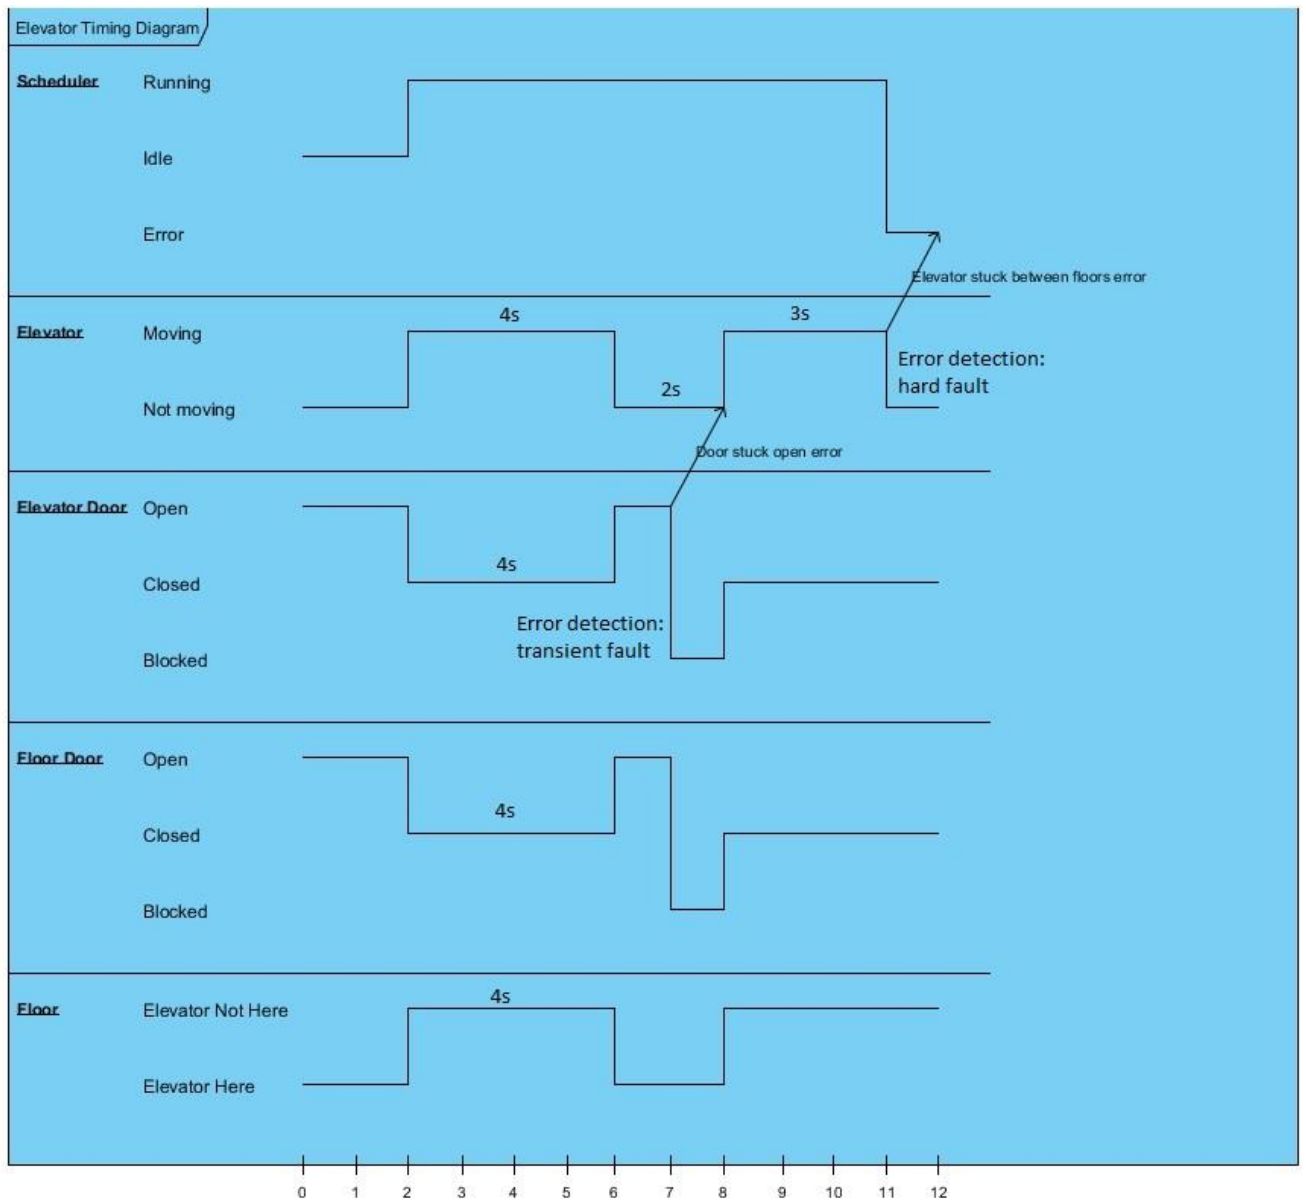 Elevator Timing Diagram
Scheduler
Running
Idle
Error
Elevator stuck between floors error
Elevator
Moving
4s
3s
Error detection:
hard fault
Not moving
2s
Door stuck open error
Elevator Door
Open
4s
Closed
Error detection:
transient fault
Blocked
Floor Door
Open
4s
Closed
Blocked
Floor
4s
Elevator Not Here
Elevator Here
0 1 2 3 4 5 6 7 8 9 10 11 12